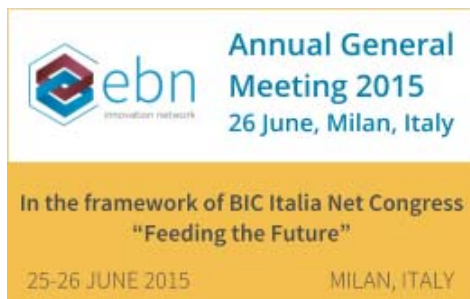 ebn
innovation network
Annual General
Meeting 2015
26 June, Milan, Italy
In the framework of BIC Italia Net Congress
“Feeding the Future”
25-26 JUNE 2015 MILAN, ITALY